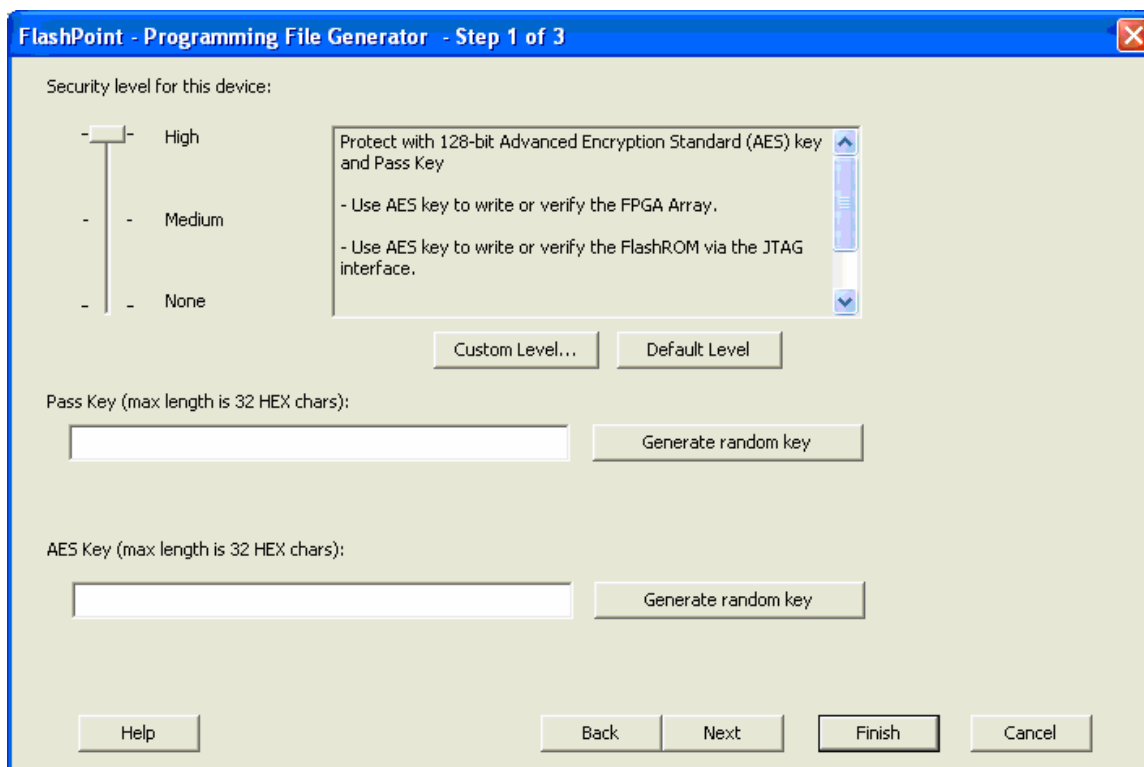 FlashPoint - Programming File Generator - Step 1 of 3
Security level for this device:
High
Medium
None
Protect with 128-bit Advanced Encryption Standard (AES) key
and Pass Key
- Use AES key to write or verify the FPGA Array.
- Use AES key to write or verify the FlashROM via the JTAG
interface.
Custom Level...
Default Level
Pass Key (max length is 32 HEX chars):
Generate random key
AES Key (max length is 32 HEX chars):
Generate random key
Help
Back
Next
Finish
Cancel